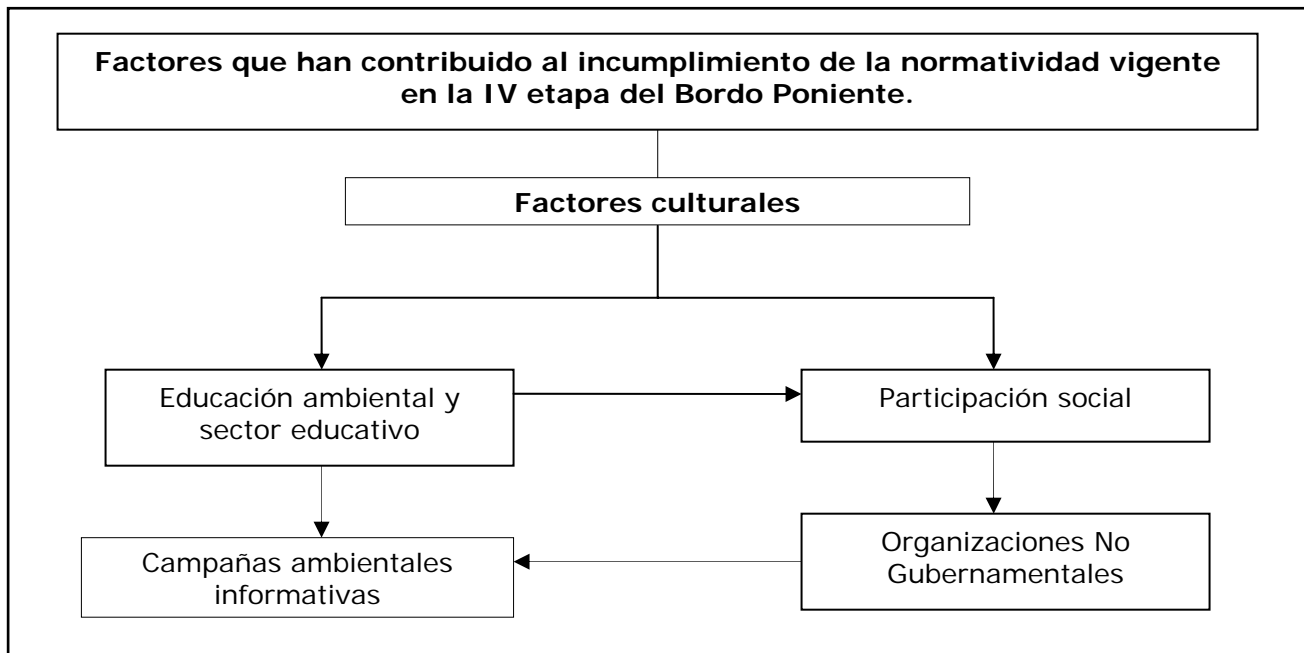 Factores que han contribuido al incumplimiento de la normatividad vigente
en la IV etapa del Bordo Poniente.
Factores culturales
Educación ambiental y
sector educativo
Participación social
Campañas ambientales
informativas
Organizaciones No
Gubernamentales